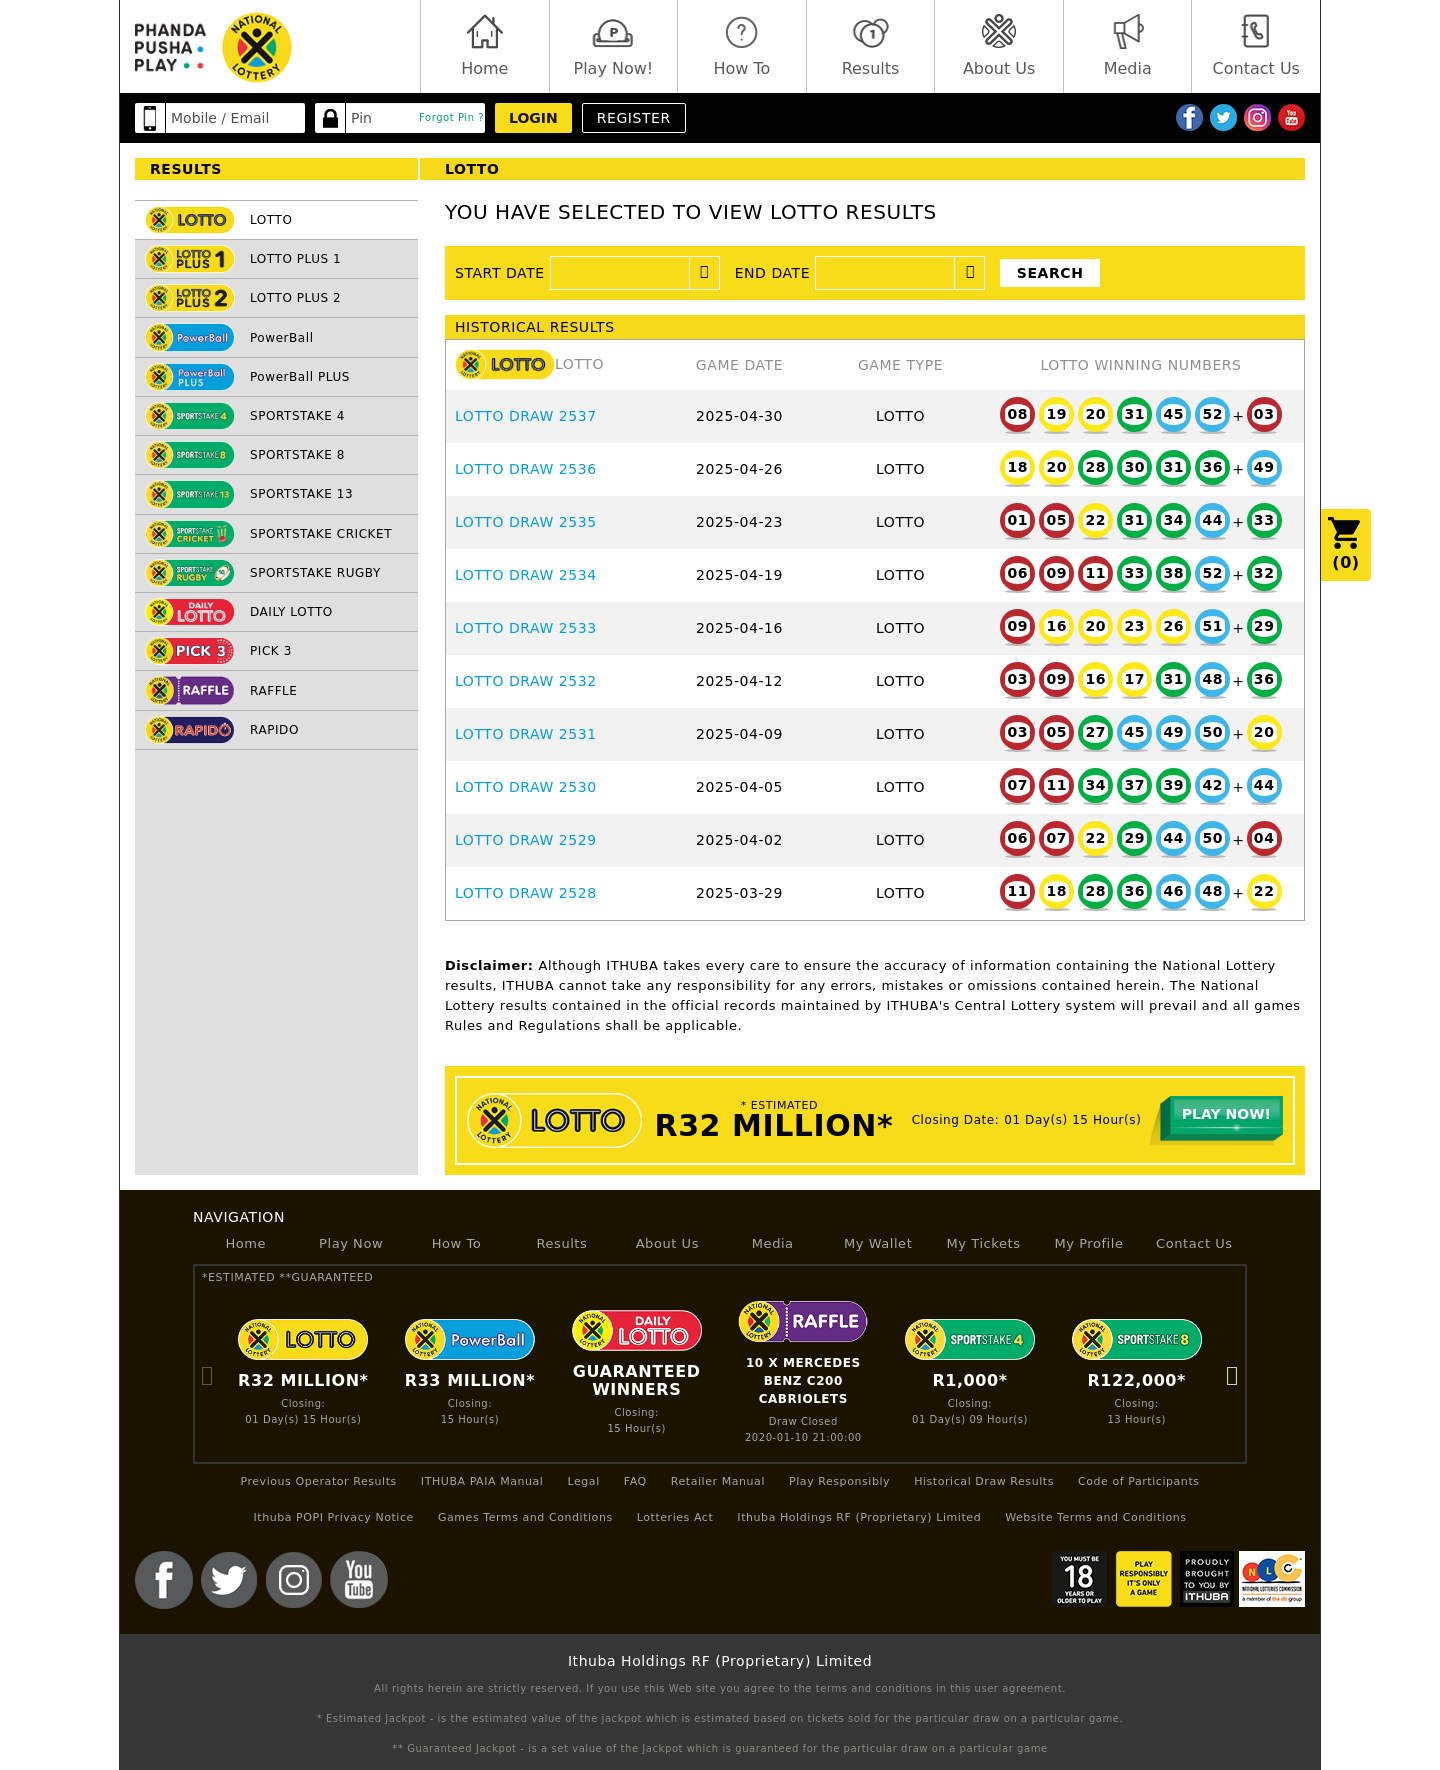 PHANDA
PUSHA
PLAY
NATIONAL
LOTTERY
Home
P
Play Now!
?
How To
1
Results
About Us
Media
Contact Us
Mobile / Email
Pin
Forgot Pin ?
LOGIN
REGISTER
You
Tube
RESULTS
LOTTO
LOTTO LOTTO
LOTTO PLUS 1 LOTTO PLUS 1
LOTTO PLUS 2 LOTTO PLUS 2
PowerBall PowerBall
PowerBall PLUS PowerBall PLUS
SPORTSTAKE 4 SPORTSTAKE 4
SPORTSTAKE 8 SPORTSTAKE 8
SPORTSTAKE 13 SPORTSTAKE 13
SPORTSTAKE CRICKET SPORTSTAKE CRICKET
SPORTSTAKE RUGBY SPORTSTAKE RUGBY
DAILY LOTTO DAILY LOTTO
PICK 3 PICK 3
RAFFLE RAFFLE
RAPIDO RAPIDO
YOU HAVE SELECTED TO VIEW LOTTO RESULTS
START DATE
END DATE
SEARCH
HISTORICAL RESULTS
LOTTO LOTTO GAME DATE GAME TYPE LOTTO WINNING NUMBERS
LOTTO DRAW 2537 2025-04-30 LOTTO 08 19 20 31 45 52 + 03
LOTTO DRAW 2536 2025-04-26 LOTTO 18 20 28 30 31 36 + 49
LOTTO DRAW 2535 2025-04-23 LOTTO 01 05 22 31 34 44 + 33
LOTTO DRAW 2534 2025-04-19 LOTTO 06 09 11 33 38 52 + 32
LOTTO DRAW 2533 2025-04-16 LOTTO 09 16 20 23 26 51 + 29
LOTTO DRAW 2532 2025-04-12 LOTTO 03 09 16 17 31 48 + 36
LOTTO DRAW 2531 2025-04-09 LOTTO 03 05 27 45 49 50 + 20
LOTTO DRAW 2530 2025-04-05 LOTTO 07 11 34 37 39 42 + 44
LOTTO DRAW 2529 2025-04-02 LOTTO 06 07 22 29 44 50 + 04
LOTTO DRAW 2528 2025-03-29 LOTTO 11 18 28 36 46 48 + 22
(0)
Disclaimer: Although ITHUBA takes every care to ensure the accuracy of information containing the National Lottery
results, ITHUBA cannot take any responsibility for any errors, mistakes or omissions contained herein. The National
Lottery results contained in the official records maintained by ITHUBA's Central Lottery system will prevail and all games
Rules and Regulations shall be applicable.
NATIONAL
LOTTERY
LOTTO
* ESTIMATED
R32 MILLION*
Closing Date: 01 Day(s) 15 Hour(s)
PLAY NOW!
NAVIGATION
Home Play Now How To Results About Us Media My Wallet My Tickets My Profile Contact Us
*ESTIMATED **GUARANTEED
NATIONAL LOTTERY LOTTO
R32 MILLION*
Closing:
01 Day(s) 15 Hour(s)
NATIONAL LOTTERY PowerBall
R33 MILLION*
Closing:
15 Hour(s)
NATIONAL LOTTERY DAILY LOTTO
GUARANTEED
WINNERS
Closing:
15 Hour(s)
NATIONAL LOTTERY RAFFLE
10 X MERCEDES
BENZ C200
CABRIOLETS
Draw Closed
2020-01-10 21:00:00
NATIONAL LOTTERY SPORTSTAKE 4
R1,000*
Closing:
01 Day(s) 09 Hour(s)
NATIONAL LOTTERY SPORTSTAKE 8
R122,000*
Closing:
13 Hour(s)
Previous Operator Results ITHUBA PAIA Manual Legal FAQ Retailer Manual Play Responsibly Historical Draw Results Code of Participants
Ithuba POPI Privacy Notice Games Terms and Conditions Lotteries Act Ithuba Holdings RF (Proprietary) Limited Website Terms and Conditions
You
Tube
YOU MUST BE
18
YEARS OR
OLDER TO PLAY
PLAY
RESPONSIBLY
IT'S ONLY
A GAME
PROUDLY
BROUGHT
TO YOU BY
ITHUBA
NLC
NATIONAL LOTTERIES COMMISSION
a member of the dti group
Ithuba Holdings RF (Proprietary) Limited
All rights herein are strictly reserved. If you use this Web site you agree to the terms and conditions in this user agreement.
* Estimated Jackpot - is the estimated value of the jackpot which is estimated based on tickets sold for the particular draw on a particular game.
** Guaranteed Jackpot - is a set value of the Jackpot which is guaranteed for the particular draw on a particular game